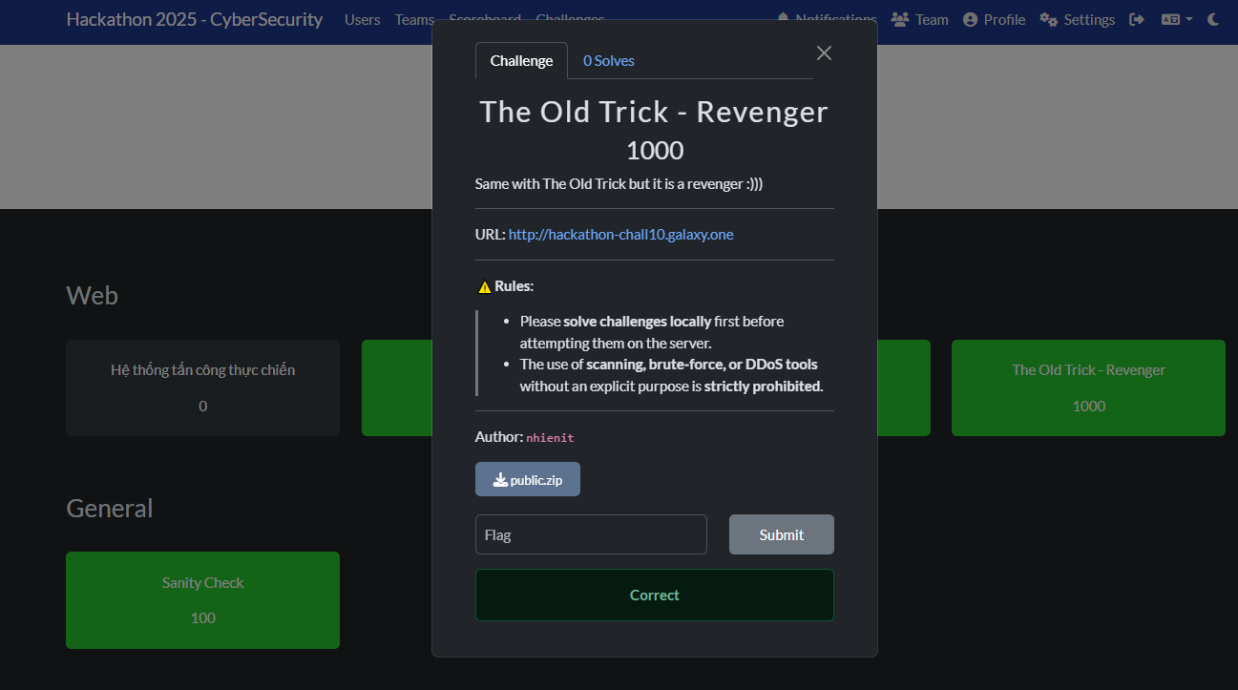 Hackathon 2025 - CyberSecurity Users Teams Scoreboard Challenges Notifications Team Profile Settings
Challenge 0 Solves
The Old Trick - Revenger
1000
Same with The Old Trick but it is a revenger :)))
URL: http://hackathon-chall10.galaxy.one
⚠️Rules:
• Please solve challenges locally first before
attempting them on the server.
• The use of scanning, brute-force, or DDoS tools
without an explicit purpose is strictly prohibited.
Author: nhienit
public.zip
Flag Submit
Correct
Web
Hệ thống tấn công thực chiến
0
The Old Trick - Revenger
1000
General
Sanity Check
100